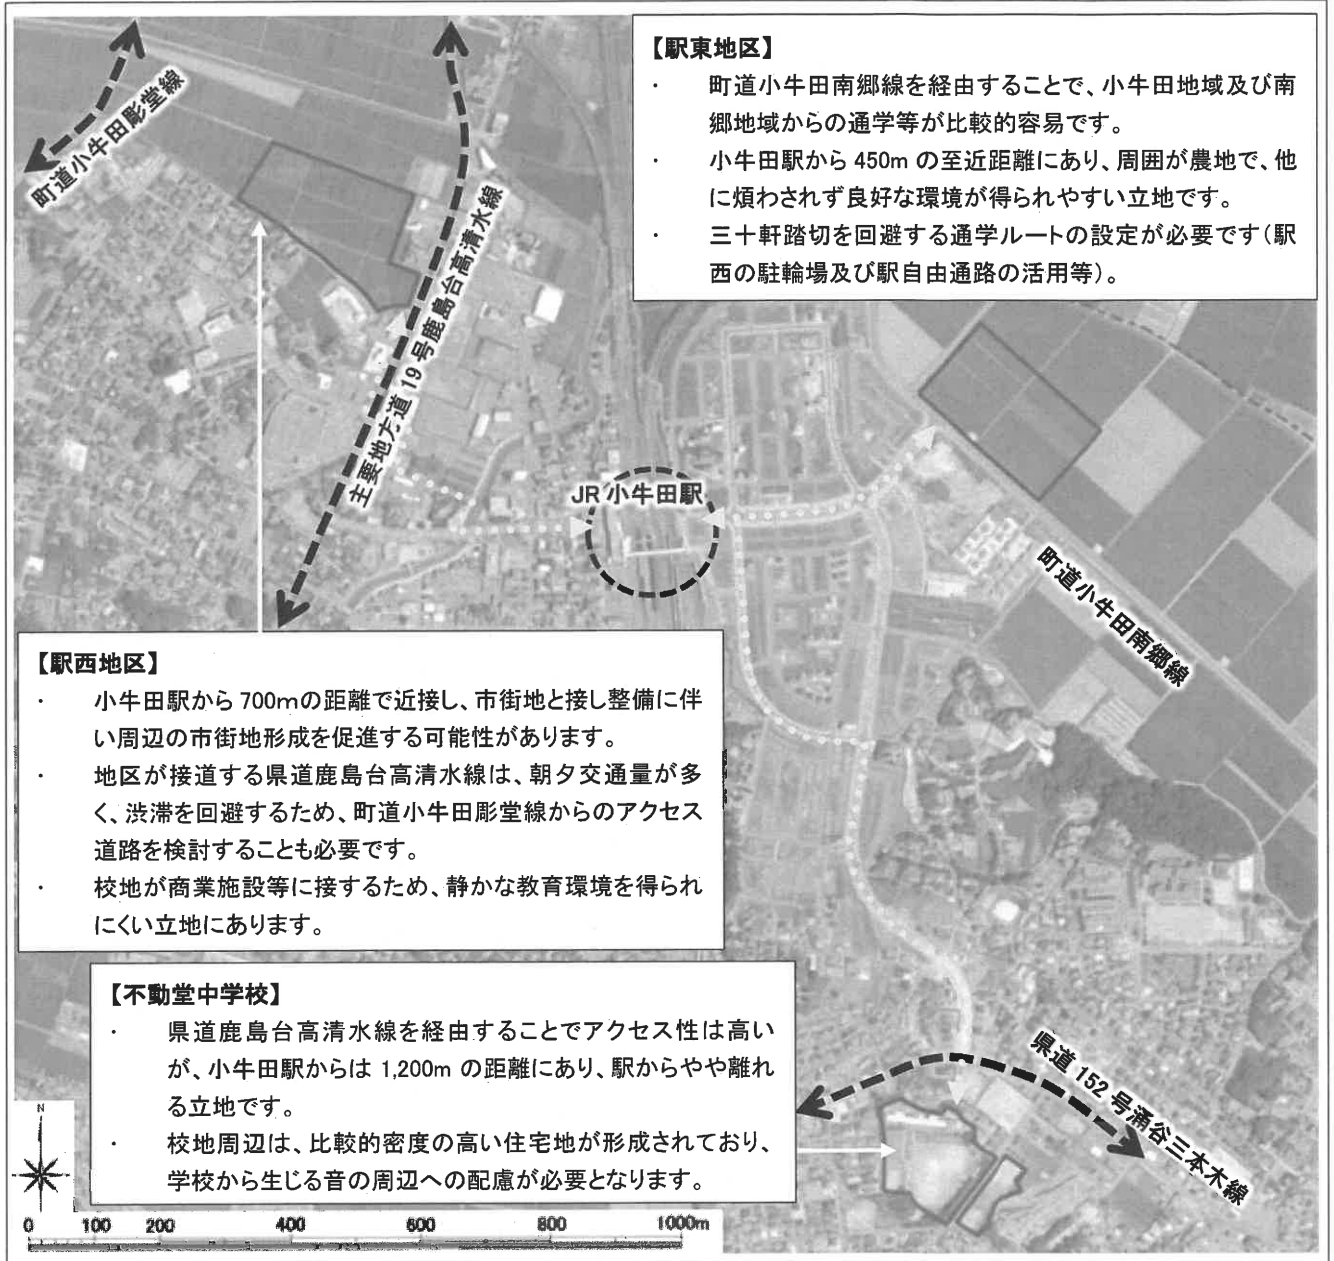 【駅東地区】
・ 町道小牛田南郷線を経由することで、小牛田地域及び南
郷地域からの通学等が比較的容易です。
・ 小牛田駅から 450m の至近距離にあり、周囲が農地で、他
に煩わされず良好な環境が得られやすい立地です。
・ 三十軒踏切を回避する通学ルートの設定が必要です（駅
西の駐輪場及び駅自由通路の活用等）。
町道小牛田彫堂線
主要地方道 19 号鹿島台高清水線
JR 小牛田駅
町道小牛田南郷線
【駅西地区】
・ 小牛田駅から 700mの距離で近接し、市街地と接し整備に伴
い周辺の市街地形成を促進する可能性があります。
・ 地区が接道する県道鹿島台高清水線は、朝夕交通量が多
く、渋滞を回避するため、町道小牛田彫堂線からのアクセス
道路を検討することも必要です。
・ 校地が商業施設等に接するため、静かな教育環境を得られ
にくい立地にあります。
【不動堂中学校】
・ 県道鹿島台高清水線を経由することでアクセス性は高い
が、小牛田駅からは 1,200m の距離にあり、駅からやや離れ
る立地です。
・ 校地周辺は、比較的密度の高い住宅地が形成されており、
学校から生じる音の周辺への配慮が必要となります。
県道 152 号涌谷三本木線
N
0 100 200 400 600 800 1000m